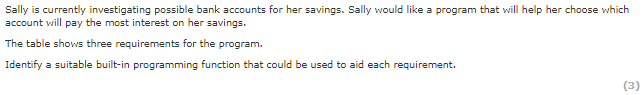 Sally is currently investigating possible bank accounts for her savings. Sally would like a program that will help her choose which
account will pay the most interest on her savings.
The table shows three requirements for the program.
Identify a suitable built-in programming function that could be used to aid each requirement.
(3)